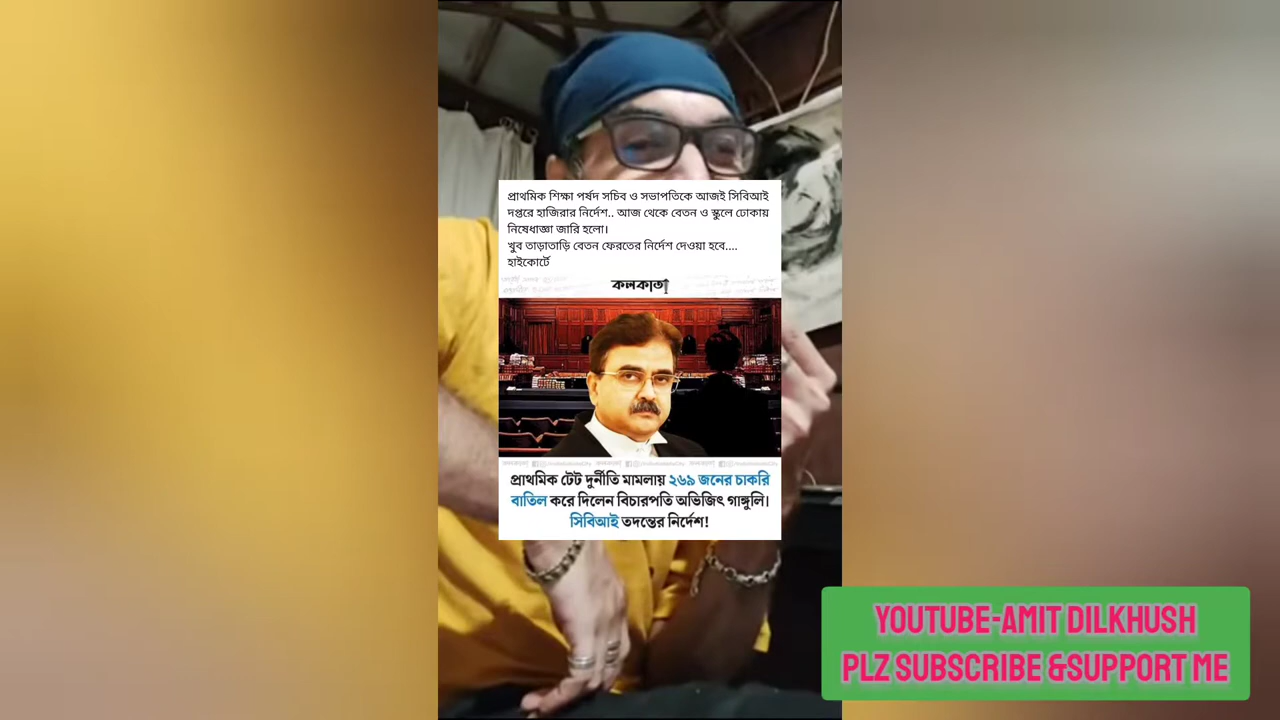 প্রাথমিক শিক্ষা পর্ষদ সচিব ও সভাপতিকে আজই সিবিআই
দপ্তরে হাজিরার নির্দেশ.. আজ থেকে বেতন ও স্কুলে ঢোকায়
নিষেধাজ্ঞা জারি হলো।
খুব তাড়াতাড়ি বেতন ফেরতের নির্দেশ দেওয়া হবে....
হাইকোর্টে
কলকাতা
প্রাথমিক টেট দুর্নীতি মামলায় ২৬৯ জনের চাকরি
বাতিল করে দিলেন বিচারপতি অভিজিৎ গাঙ্গুলি।
সিবিআই তদন্তের নির্দেশ!
YOUTUBE-AMIT DILKHUSH
PLZ SUBSCRIBE &SUPPORT ME